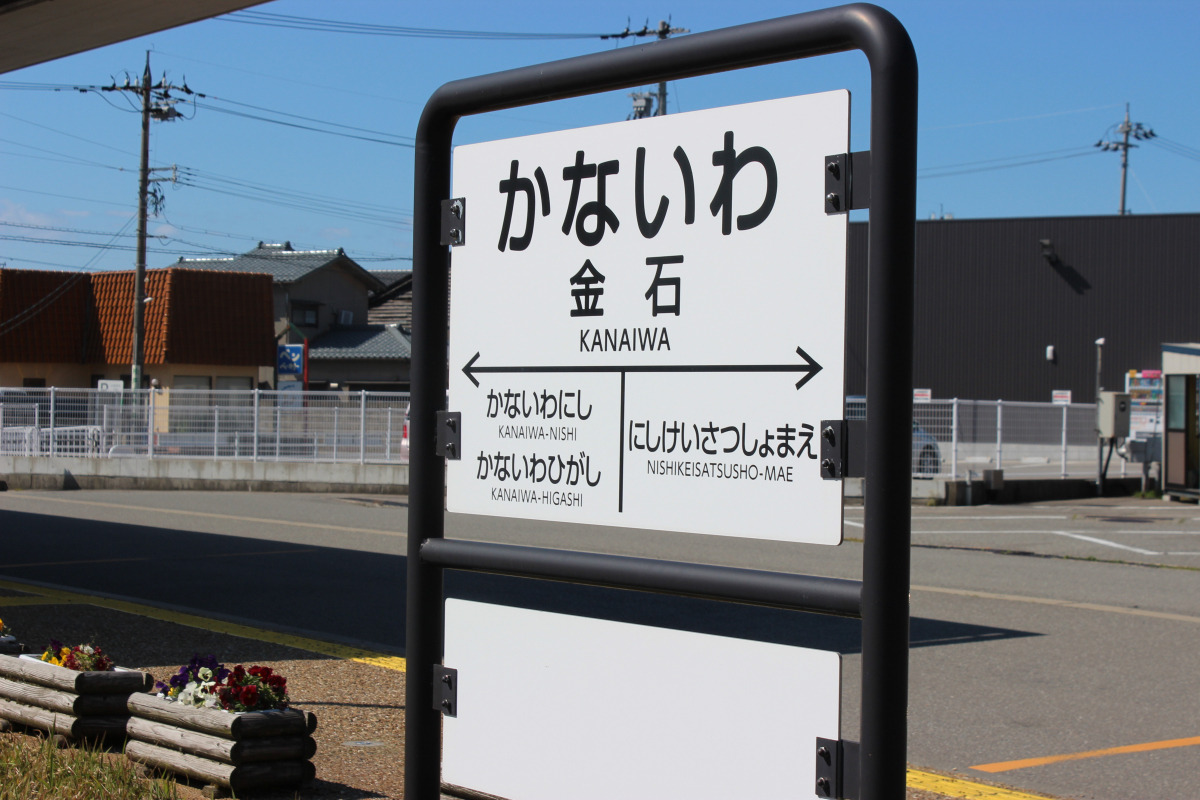 かないわ
金石
KANAIWA
かないわにし
KANAIWA-NISHI
かないわひがし
KANAIWA-HIGASHI
にしけいさつしょまえ
NISHIKEISATSUSHO-MAE